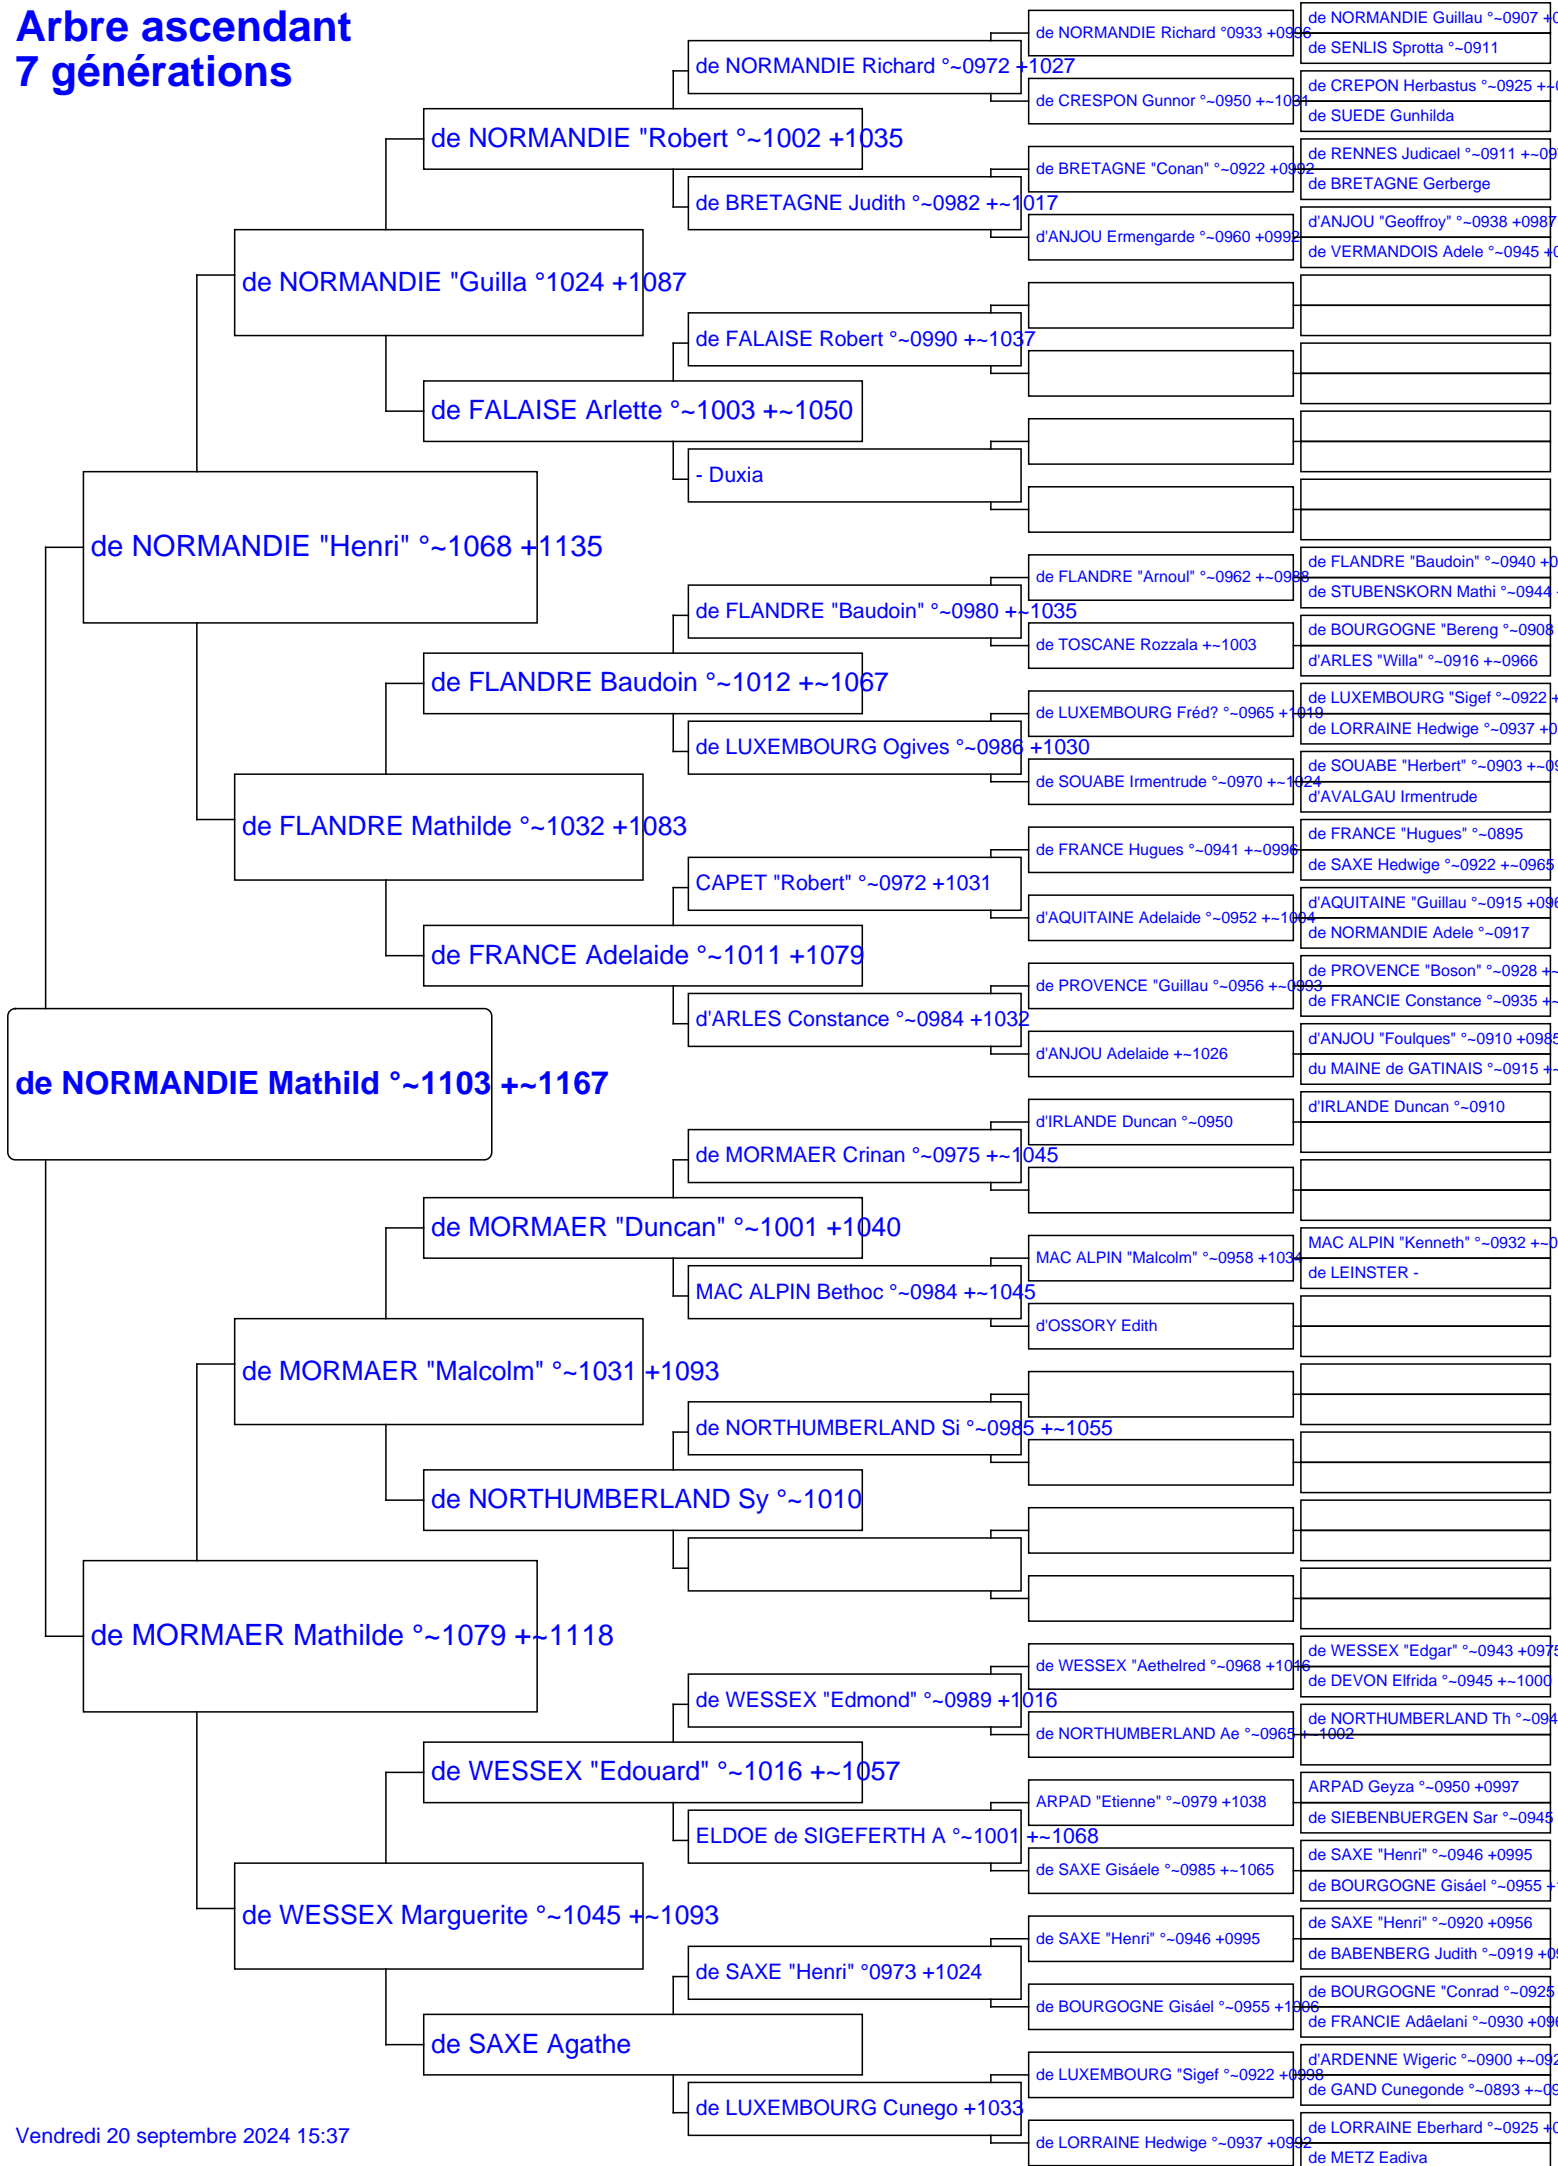 Arbre ascendant
7 générations
de NORMANDIE Mathild °~1103 +~1167
de NORMANDIE "Henri" °~1068 +1135
de MORMAER Mathilde °~1079 +~1118
de NORMANDIE "Guilla °1024 +1087
de FLANDRE Mathilde °~1032 +1083
de MORMAER "Malcolm" °~1031 +1093
de WESSEX Marguerite °~1045 +~1093
de NORMANDIE "Robert °~1002 +1035
de FALAISE Arlette °~1003 +~1050
de FLANDRE Baudoin °~1012 +~1067
de FRANCE Adelaide °~1011 +1079
de MORMAER "Duncan" °~1001 +1040
de NORTHUMBERLAND Sy °~1010
de WESSEX "Edouard" °~1016 +~1057
de SAXE Agathe
de NORMANDIE Richard °~0972 +1027
de BRETAGNE Judith °~0982 +~1017
de FALAISE Robert °~0990 +~1037
- Duxia
de FLANDRE "Baudoin" °~0980 +~1035
de LUXEMBOURG Ogives °~0986 +1030
CAPET "Robert" °~0972 +1031
d'ARLES Constance °~0984 +1032
de MORMAER Crinan °~0975 +~1045
MAC ALPIN Bethoc °~0984 +~1045
de NORTHUMBERLAND Si °~0985 +~1055
de WESSEX "Edmond" °~0989 +1016
ELDOE de SIGEFERTH A °~1001 +~1068
de SAXE "Henri" °0973 +1024
de LUXEMBOURG Cunego +1033
de NORMANDIE Richard °0933 +0996
de CRESPON Gunnor °~0950 +~1031
de BRETAGNE "Conan" °~0922 +0992
d'ANJOU Ermengarde °~0960 +0992
de FLANDRE "Arnoul" °~0962 +~0988
de TOSCANE Rozzala +~1003
de LUXEMBOURG Fréd? °~0965 +1019
de SOUABE Irmentrude °~0970 +~1024
de FRANCE Hugues °~0941 +~0996
d'AQUITAINE Adelaide °~0952 +~1004
de PROVENCE "Guillau °~0956 +~0993
d'ANJOU Adelaide +~1026
d'IRLANDE Duncan °~0950
MAC ALPIN "Malcolm" °~0958 +1034
d'OSSORY Edith
de WESSEX "Aethelred °~0968 +1016
de NORTHUMBERLAND Ae °~0965 +~1002
ARPAD "Etienne" °~0979 +1038
de SAXE Gisáele °~0985 +~1065
de SAXE "Henri" °~0946 +0995
de BOURGOGNE Gisáel °~0955 +1006
de LUXEMBOURG "Sigef °~0922 +0998
de LORRAINE Hedwige °~0937 +0992
de NORMANDIE Guillau °~0907 +0
de SENLIS Sprotta °~0911
de CREPON Herbastus °~0925 +~0
de SUEDE Gunhilda
de RENNES Judicael °~0911 +~09
de BRETAGNE Gerberge
d'ANJOU "Geoffroy" °~0938 +0987
de VERMANDOIS Adele °~0945 +0
de FLANDRE "Baudoin" °~0940 +0
de STUBENSKORN Mathi °~0944
de BOURGOGNE "Bereng °~0908
d'ARLES "Willa" °~0916 +~0966
de LUXEMBOURG "Sigef °~0922 +
de LORRAINE Hedwige °~0937 +0
de SOUABE "Herbert" °~0903 +~09
d'AVALGAU Irmentrude
de FRANCE "Hugues" °~0895
de SAXE Hedwige °~0922 +~0965
d'AQUITAINE "Guillau °~0915 +096
de NORMANDIE Adele °~0917
de PROVENCE "Boson" °~0928 +~
de FRANCIE Constance °~0935 +~
d'ANJOU "Foulques" °~0910 +0985
du MAINE de GATINAIS °~0915 +~
d'IRLANDE Duncan °~0910
MAC ALPIN "Kenneth" °~0932 +~0
de LEINSTER -
de WESSEX "Edgar" °~0943 +0975
de DEVON Elfrida °~0945 +~1000
de NORTHUMBERLAND Th °~094
ARPAD Geyza °~0950 +0997
de SIEBENBUERGEN Sar °~0945
de SAXE "Henri" °~0946 +0995
de BOURGOGNE Gisáel °~0955 +
de SAXE "Henri" °~0920 +0956
de BABENBERG Judith °~0919 +09
de BOURGOGNE "Conrad °~0925
de FRANCIE Adâelani °~0930 +096
d'ARDENNE Wigeric °~0900 +~092
de GAND Cunegonde °~0893 +~09
de LORRAINE Eberhard °~0925 +0
de METZ Eadiva
Vendredi 20 septembre 2024 15:37